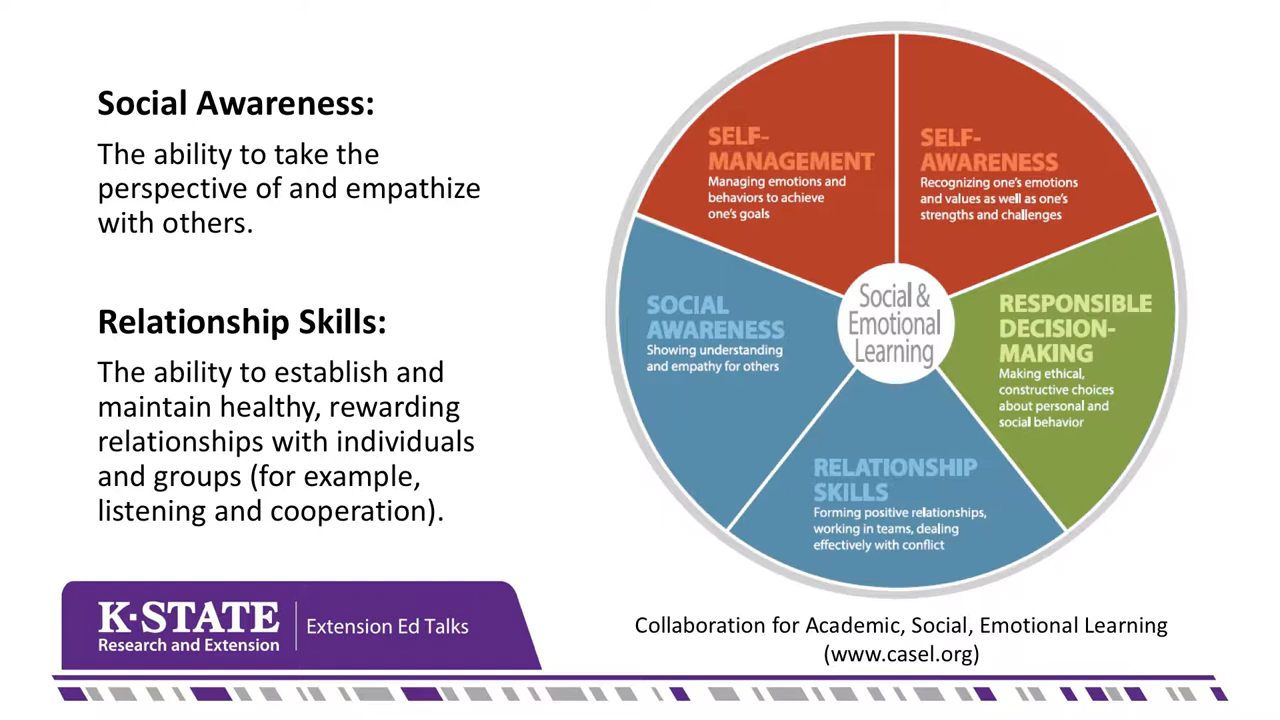 Social Awareness:
The ability to take the
perspective of and empathize
with others.
Relationship Skills:
The ability to establish and
maintain healthy, rewarding
relationships with individuals
and groups (for example,
listening and cooperation).
SELF-
MANAGEMENT
Managing emotions and
behaviors to achieve
one's goals
SELF-
AWARENESS
Recognizing one's emotions
and values as well as one's
strengths and challenges
SOCIAL
AWARENESS
Showing understanding
and empathy for others
Social &
Emotional
Learning
RESPONSIBLE
DECISION-
MAKING
Making ethical,
constructive choices
about personal and
social behavior
RELATIONSHIP
SKILLS
Forming positive relationships,
working in teams, dealing
effectively with conflict
K·STATE
Research and Extension
Extension Ed Talks
Collaboration for Academic, Social, Emotional Learning
(www.casel.org)